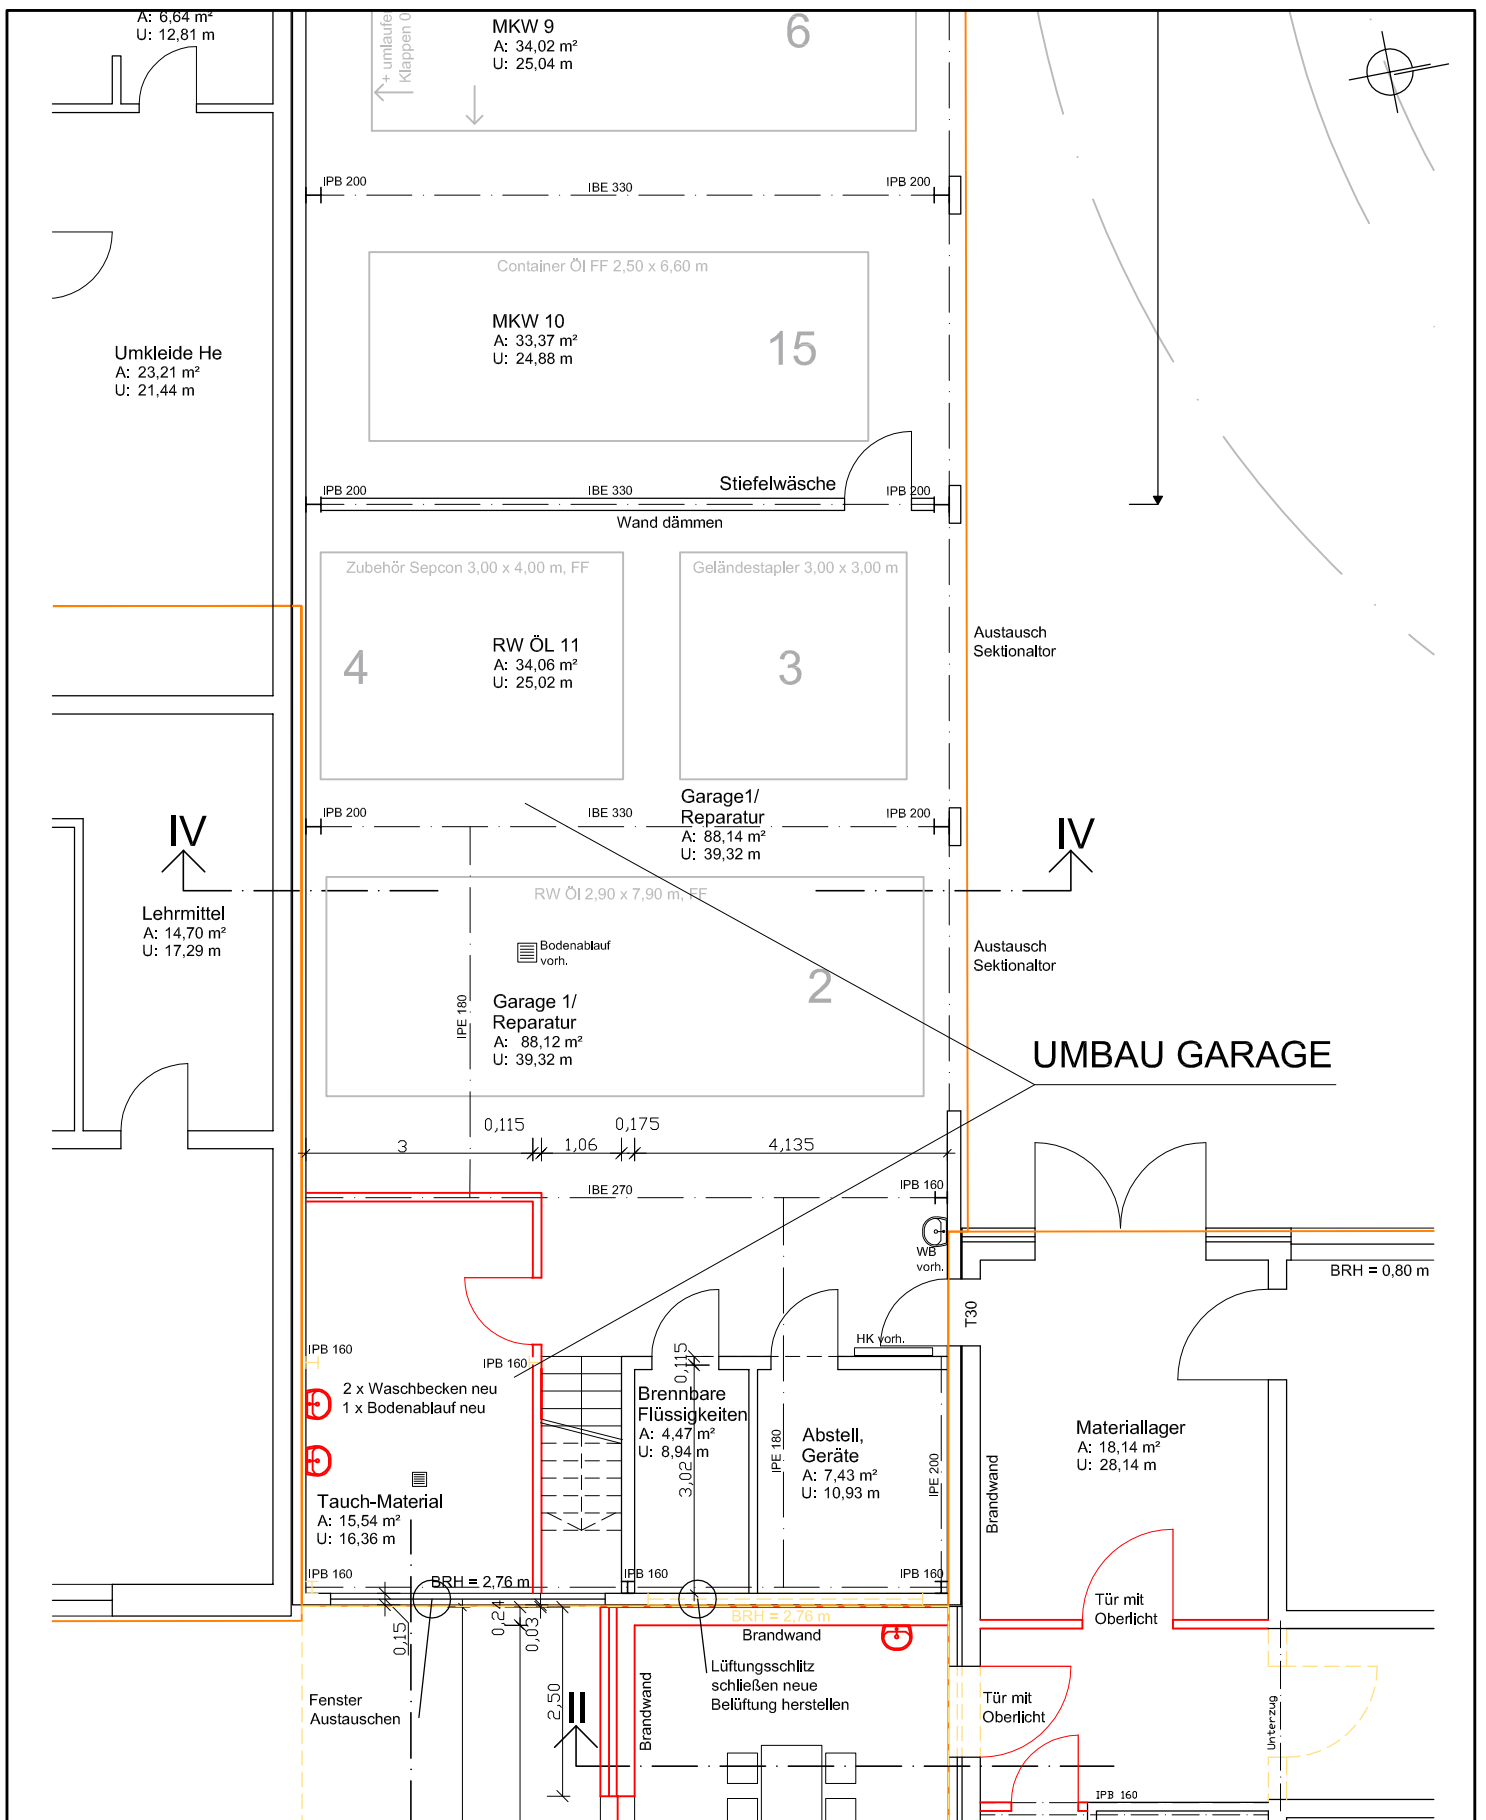 A: 6,64 m²
U: 12,81 m
+ umlaufe
Klappen 0
MKW 9
A: 34,02 m²
U: 25,04 m
6
IPB 200
IBE 330
IPB 200
Container Öl FF 2,50 x 6,60 m
MKW 10
A: 33,37 m²
U: 24,88 m
15
Umkleide He
A: 23,21 m²
U: 21,44 m
IPB 200
IBE 330
Stiefelwäsche
IPB 200
Wand dämmen
Zubehör Sepcon 3,00 x 4,00 m, FF
Geländestapler 3,00 x 3,00 m
RW ÖL 11
A: 34,06 m²
U: 25,02 m
4
3
Austausch
Sektionaltor
Garage1/
Reparatur
A: 88,14 m²
U: 39,32 m
IPB 200
IBE 330
IPB 200
IV
IV
RW Öl 2,90 x 7,90 m, FF
Lehrmittel
A: 14,70 m²
U: 17,29 m
Bodenablauf
vorh.
Austausch
Sektionaltor
2
IPE 180
Garage 1/
Reparatur
A: 88,12 m²
U: 39,32 m
UMBAU GARAGE
0,115
0,175
3
1,06
4,135
IBE 270
IPB 160
WB
vorh.
BRH = 0,80 m
T30
HK vorh.
IPB 160
IPB 160
0,115
2 x Waschbecken neu
1 x Bodenablauf neu
Brennbare
Flüssigkeiten
A: 4,47 m²
U: 8,94 m
3,02
Abstell,
Geräte
A: 7,43 m²
U: 10,93 m
IPE 180
IPE 200
Materiallager
A: 18,14 m²
U: 28,14 m
Brandwand
Tauch-Material
A: 15,54 m²
U: 16,36 m
IPB 160
BRH = 2,76 m
IPB 160
IPB 160
0,15
0,24
0,03
BRH = 2,76 m
Brandwand
Tür mit
Oberlicht
Lüftungsschlitz
schließen neue
Belüftung herstellen
Brandwand
2,50
II
Fenster
Austauschen
Tür mit
Oberlicht
Unterzug
IPB 160